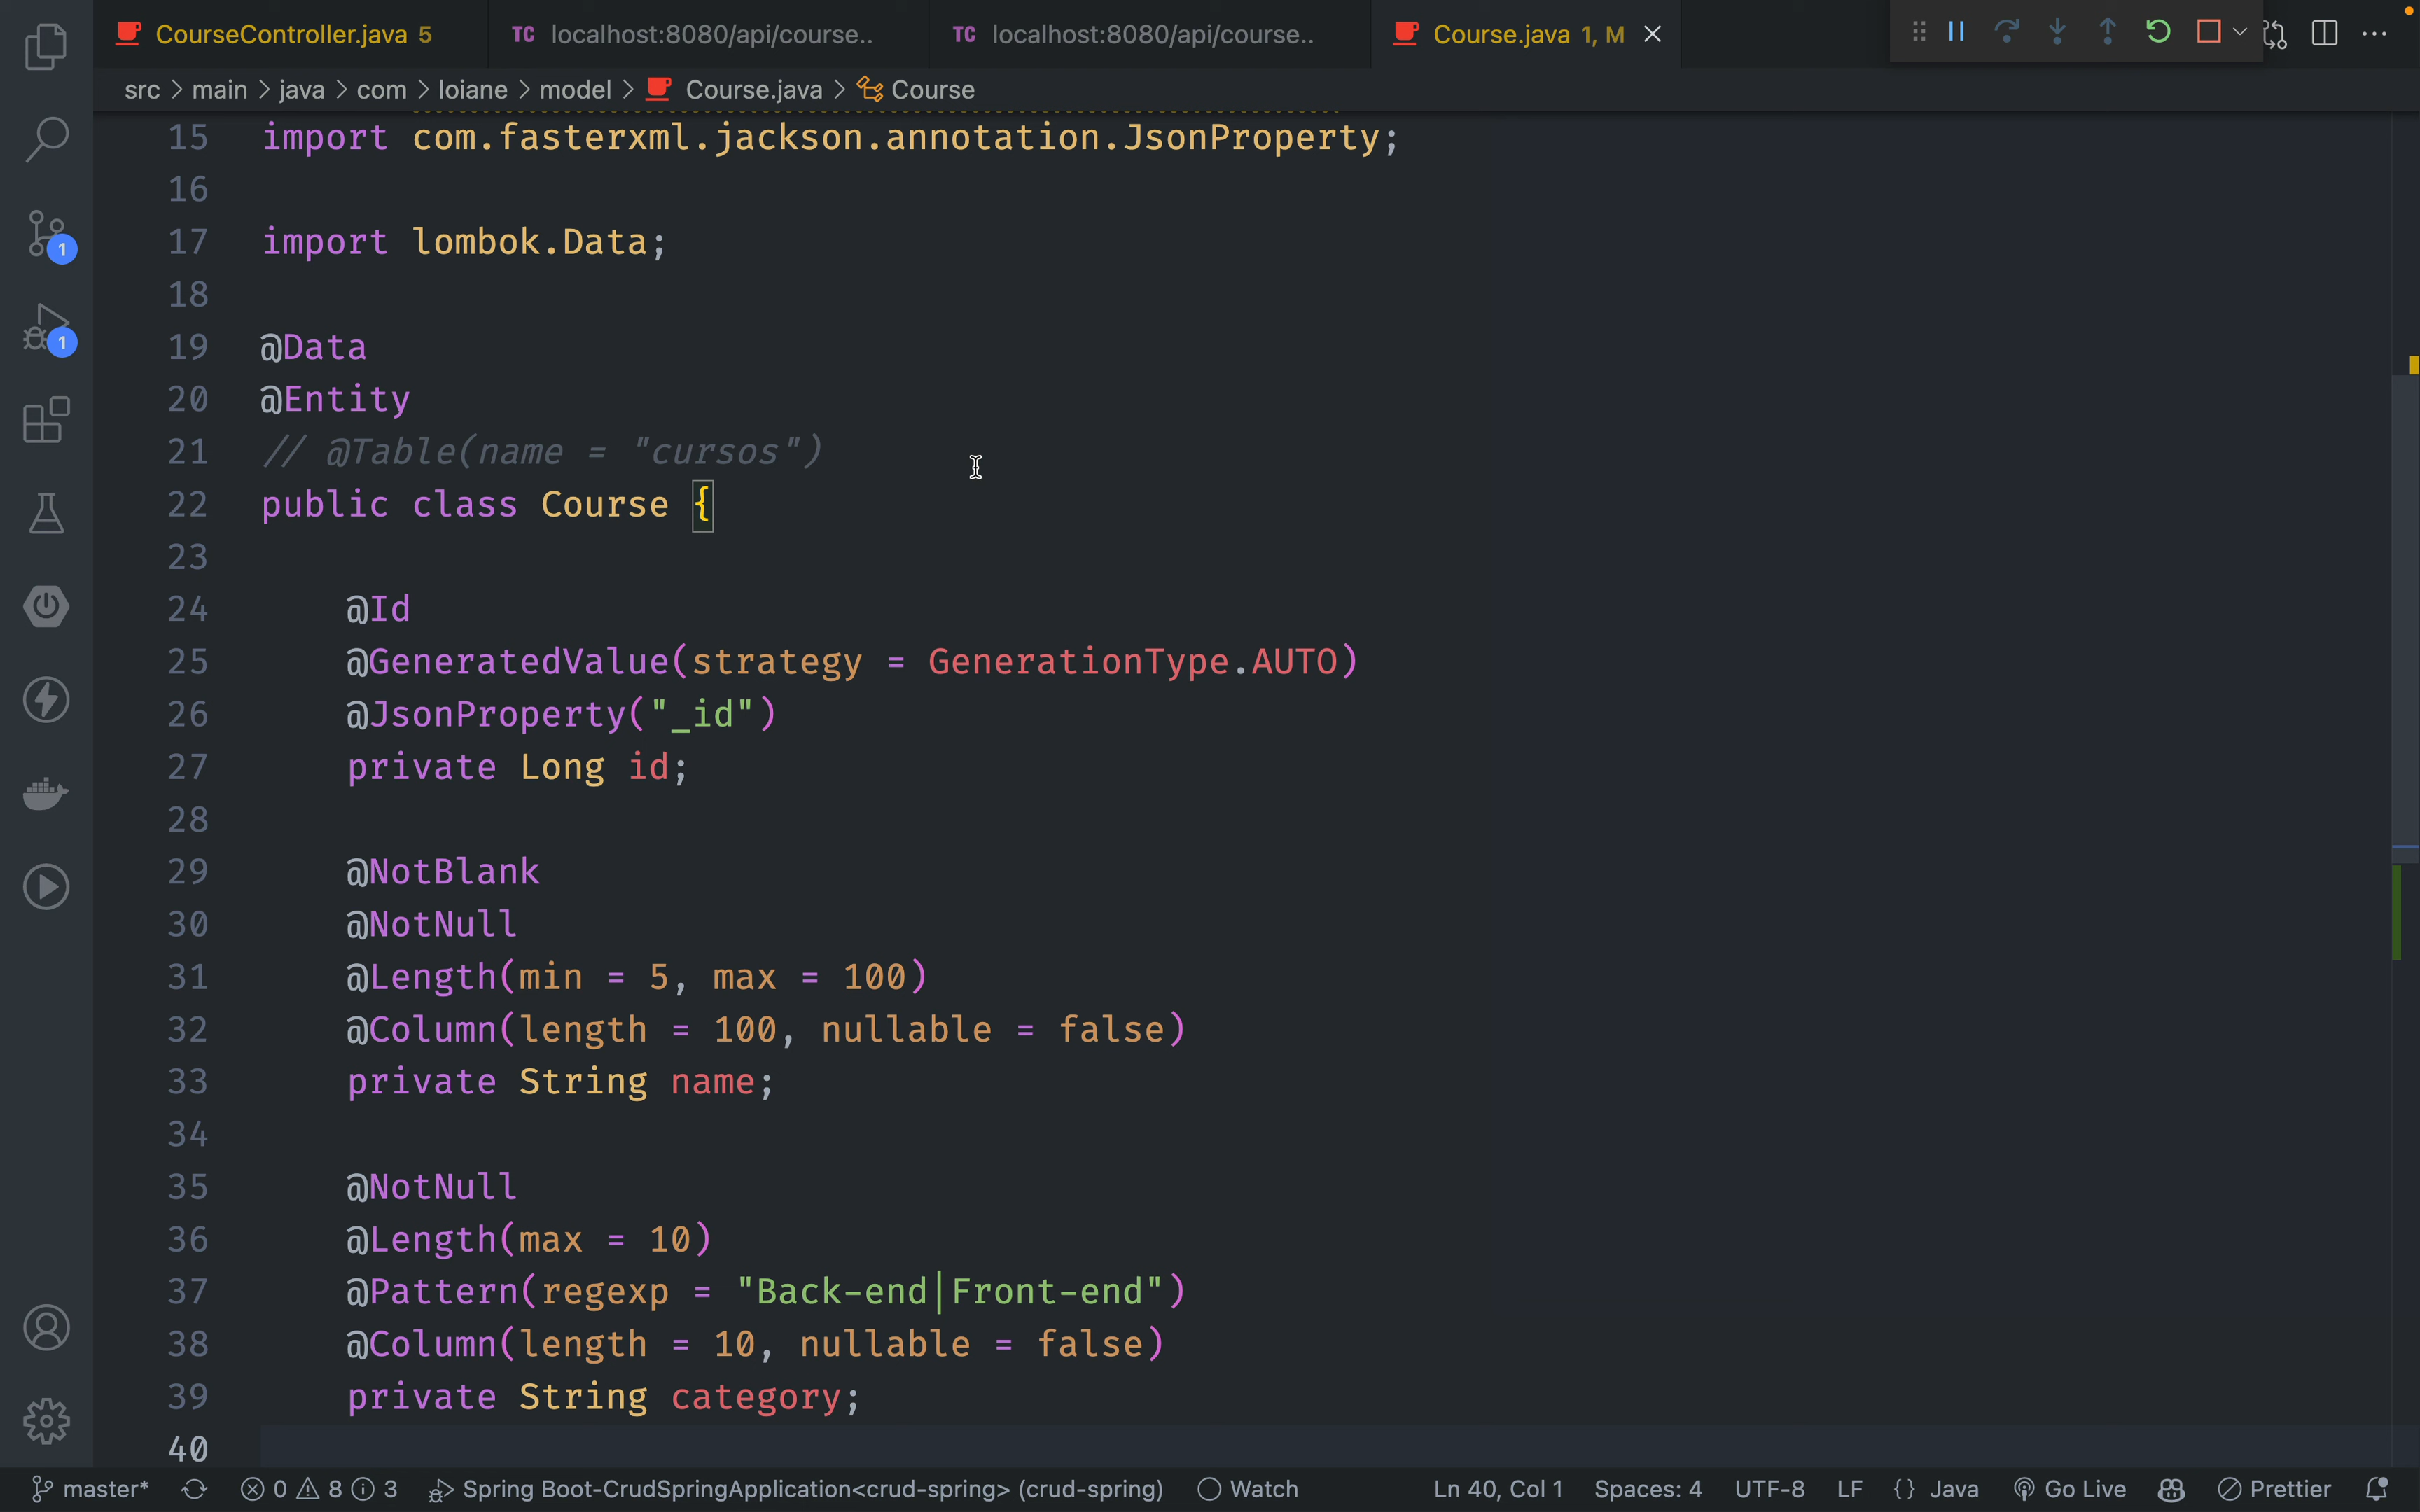 CourseController.java 5 TC localhost:8080/api/course.. TC localhost:8080/api/course.. Course.java 1, M
src > main > java > com > loiane > model > Course.java > Course
15 import com.fasterxml.jackson.annotation.JsonProperty;
16
17 import lombok.Data;
18
19 @Data
20 @Entity
21 // @Table(name = "cursos")
22 public class Course {
23
24 @Id
25 @GeneratedValue(strategy = GenerationType.AUTO)
26 @JsonProperty("_id")
27 private Long id;
28
29 @NotBlank
30 @NotNull
31 @Length(min = 5, max = 100)
32 @Column(length = 100, nullable = false)
33 private String name;
34
35 @NotNull
36 @Length(max = 10)
37 @Pattern(regexp = "Back-end|Front-end")
38 @Column(length = 10, nullable = false)
39 private String category;
40
1
1
master* 0 8 3 Spring Boot-CrudSpringApplication<crud-spring> (crud-spring) Watch Ln 40, Col 1 Spaces: 4 UTF-8 LF {} Java Go Live Prettier